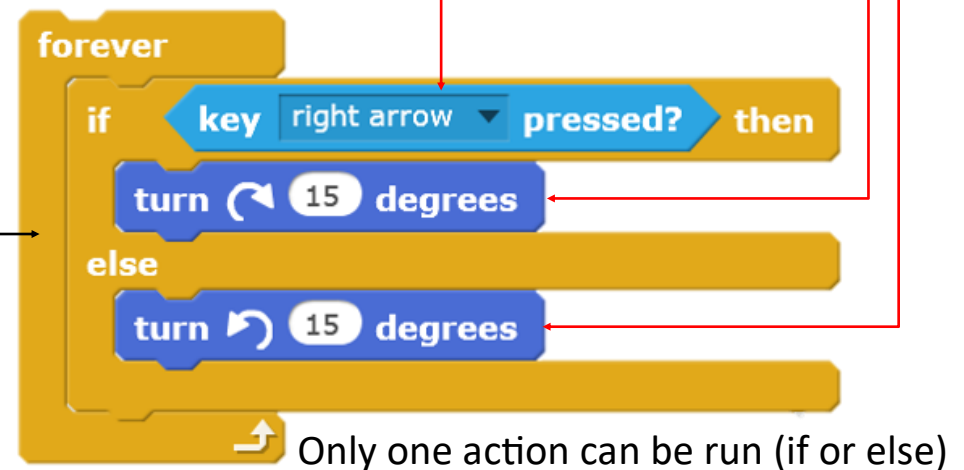 forever
if key right arrow pressed? then
turn 15 degrees
else
turn 15 degrees
Only one action can be run (if or else)